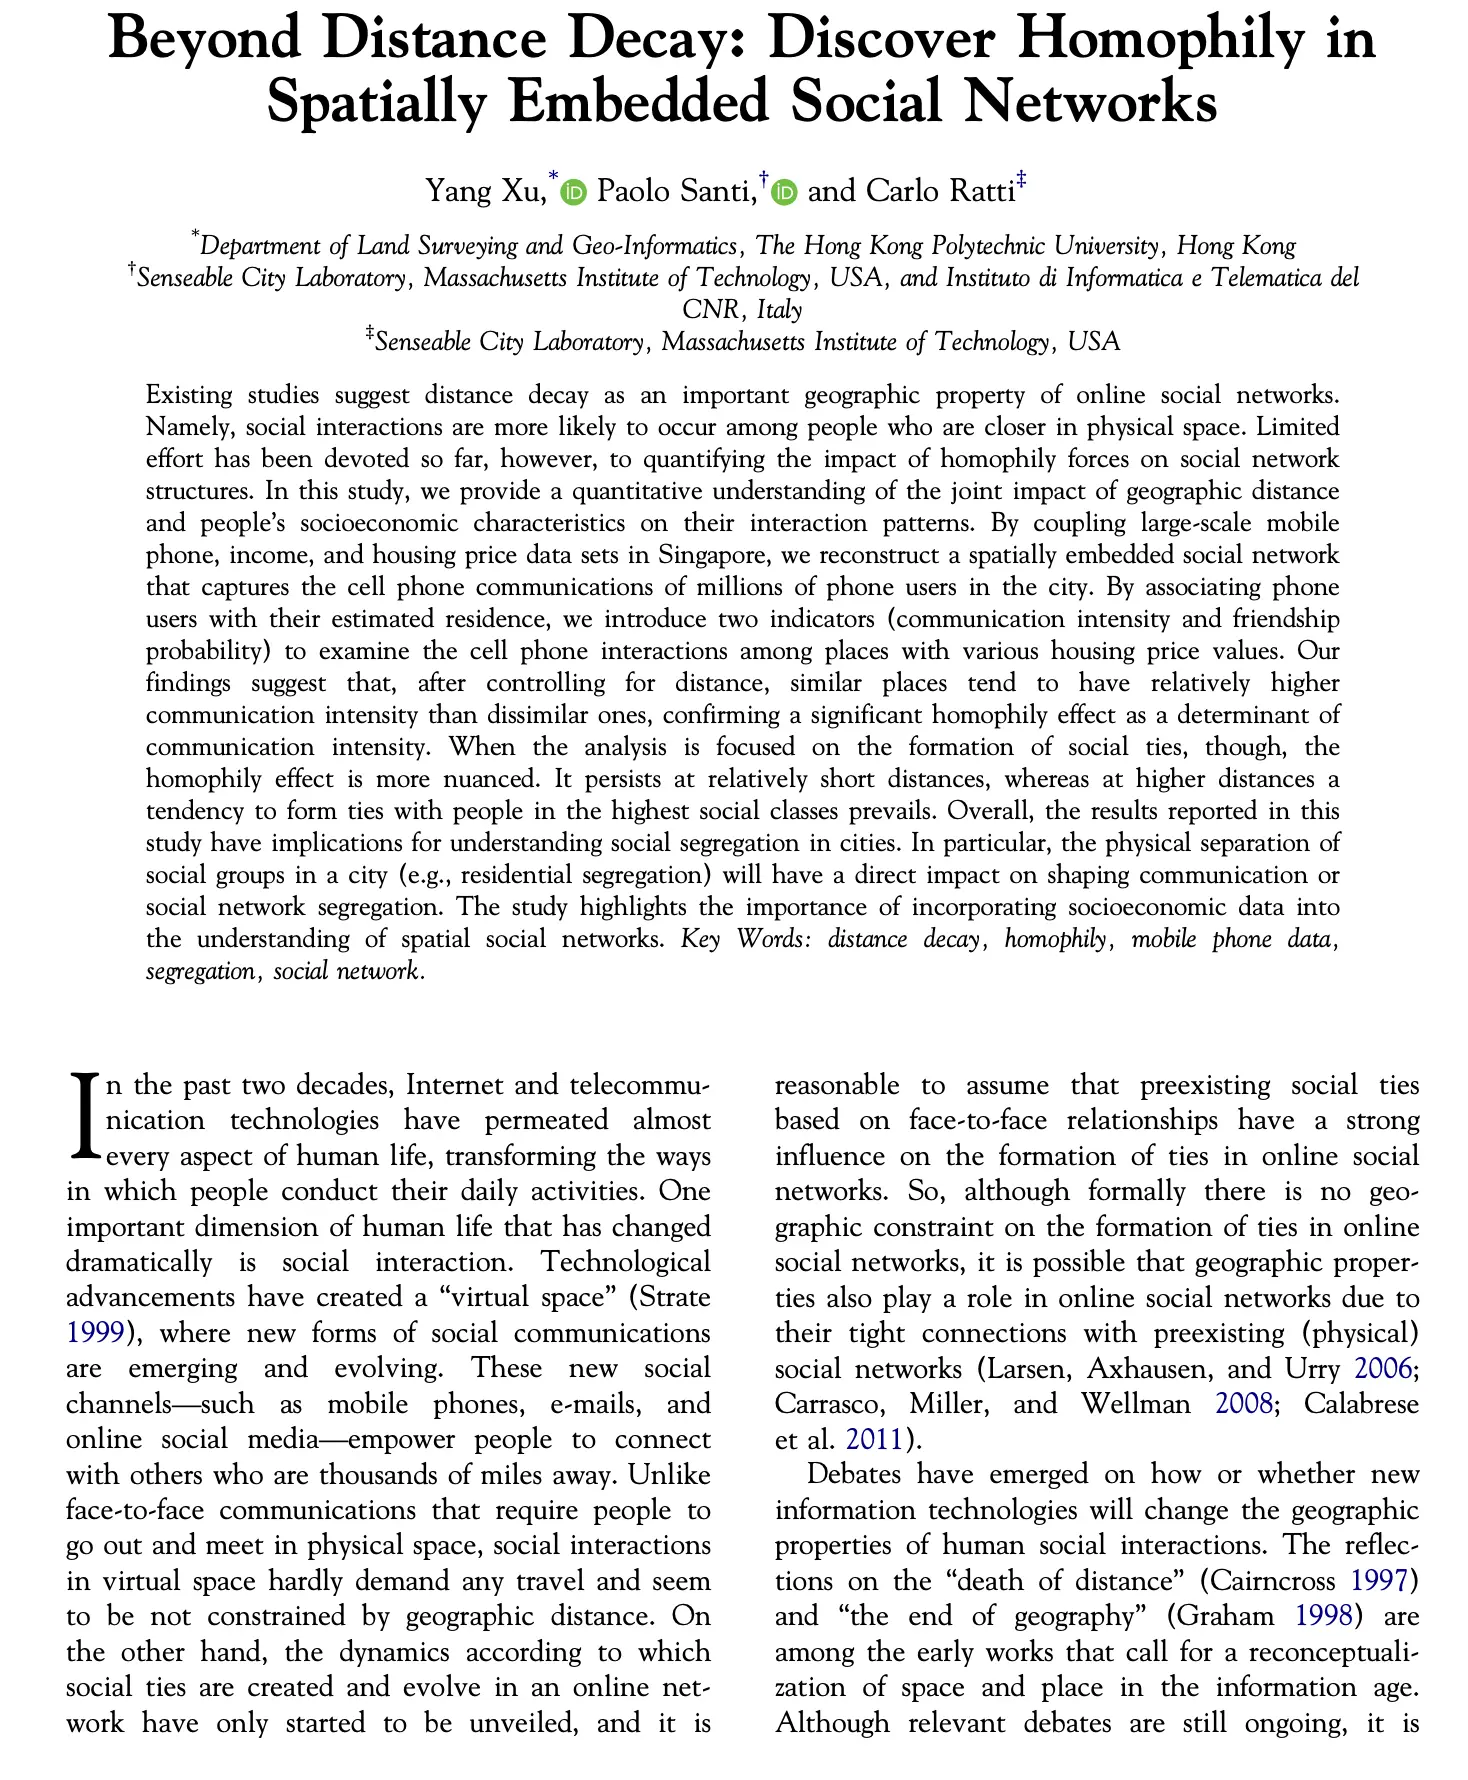 Beyond Distance Decay: Discover Homophily in
Spatially Embedded Social Networks
Yang Xu,* iD Paolo Santi,† iD and Carlo Ratti‡
*Department of Land Surveying and Geo-Informatics, The Hong Kong Polytechnic University, Hong Kong
†Senseable City Laboratory, Massachusetts Institute of Technology, USA, and Instituto di Informatica e Telematica del
CNR, Italy
‡Senseable City Laboratory, Massachusetts Institute of Technology, USA
Existing studies suggest distance decay as an important geographic property of online social networks.
Namely, social interactions are more likely to occur among people who are closer in physical space. Limited
effort has been devoted so far, however, to quantifying the impact of homophily forces on social network
structures. In this study, we provide a quantitative understanding of the joint impact of geographic distance
and people's socioeconomic characteristics on their interaction patterns. By coupling large-scale mobile
phone, income, and housing price data sets in Singapore, we reconstruct a spatially embedded social network
that captures the cell phone communications of millions of phone users in the city. By associating phone
users with their estimated residence, we introduce two indicators (communication intensity and friendship
probability) to examine the cell phone interactions among places with various housing price values. Our
findings suggest that, after controlling for distance, similar places tend to have relatively higher
communication intensity than dissimilar ones, confirming a significant homophily effect as a determinant of
communication intensity. When the analysis is focused on the formation of social ties, though, the
homophily effect is more nuanced. It persists at relatively short distances, whereas at higher distances a
tendency to form ties with people in the highest social classes prevails. Overall, the results reported in this
study have implications for understanding social segregation in cities. In particular, the physical separation of
social groups in a city (e.g., residential segregation) will have a direct impact on shaping communication or
social network segregation. The study highlights the importance of incorporating socioeconomic data into
the understanding of spatial social networks. Key Words: distance decay, homophily, mobile phone data,
segregation, social network.
In the past two decades, Internet and telecommu-
nication technologies have permeated almost
every aspect of human life, transforming the ways
in which people conduct their daily activities. One
important dimension of human life that has changed
dramatically is social interaction. Technological
advancements have created a “virtual space” (Strate
1999), where new forms of social communications
are emerging and evolving. These new social
channels—such as mobile phones, e-mails, and
online social media—empower people to connect
with others who are thousands of miles away. Unlike
face-to-face communications that require people to
go out and meet in physical space, social interactions
in virtual space hardly demand any travel and seem
to be not constrained by geographic distance. On
the other hand, the dynamics according to which
social ties are created and evolve in an online net-
work have only started to be unveiled, and it is
reasonable to assume that preexisting social ties
based on face-to-face relationships have a strong
influence on the formation of ties in online social
networks. So, although formally there is no geo-
graphic constraint on the formation of ties in online
social networks, it is possible that geographic proper-
ties also play a role in online social networks due to
their tight connections with preexisting (physical)
social networks (Larsen, Axhausen, and Urry 2006;
Carrasco, Miller, and Wellman 2008; Calabrese
et al. 2011).
Debates have emerged on how or whether new
information technologies will change the geographic
properties of human social interactions. The reflec-
tions on the “death of distance” (Cairncross 1997)
and “the end of geography” (Graham 1998) are
among the early works that call for a reconceptuali-
zation of space and place in the information age.
Although relevant debates are still ongoing, it is